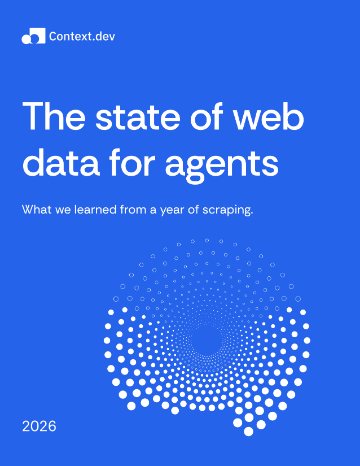 Context.dev
The state of web
data for agents
What we learned from a year of scraping.
2026